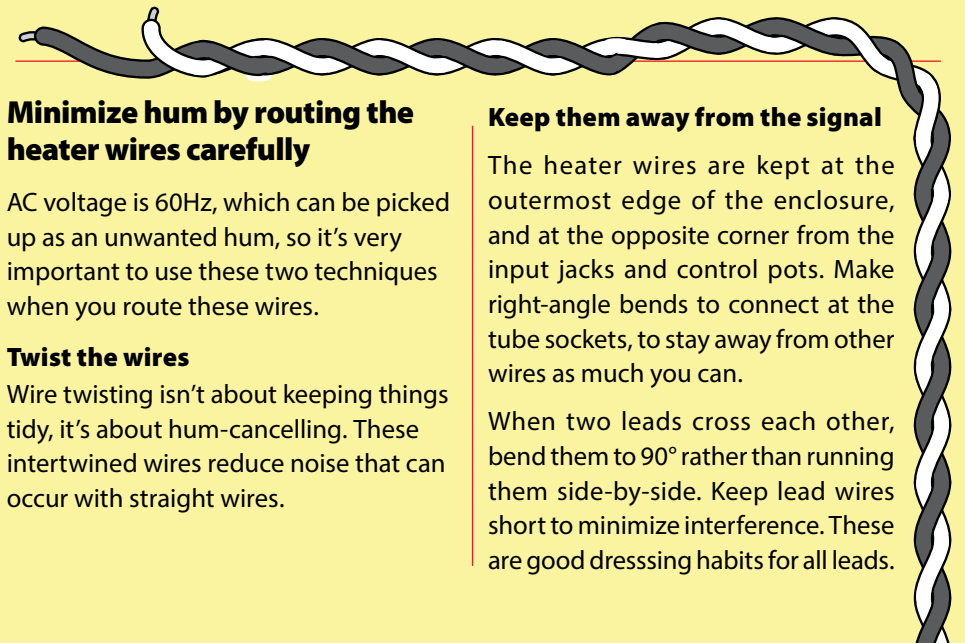 Minimize hum by routing the
heater wires carefully
AC voltage is 60Hz, which can be picked
up as an unwanted hum, so it's very
important to use these two techniques
when you route these wires.
Twist the wires
Wire twisting isn't about keeping things
tidy, it's about hum-cancelling. These
intertwined wires reduce noise that can
occur with straight wires.
Keep them away from the signal
The heater wires are kept at the
outermost edge of the enclosure,
and at the opposite corner from the
input jacks and control pots. Make
right-angle bends to connect at the
tube sockets, to stay away from other
wires as much you can.
When two leads cross each other,
bend them to 90° rather than running
them side-by-side. Keep lead wires
short to minimize interference. These
are good dresssing habits for all leads.